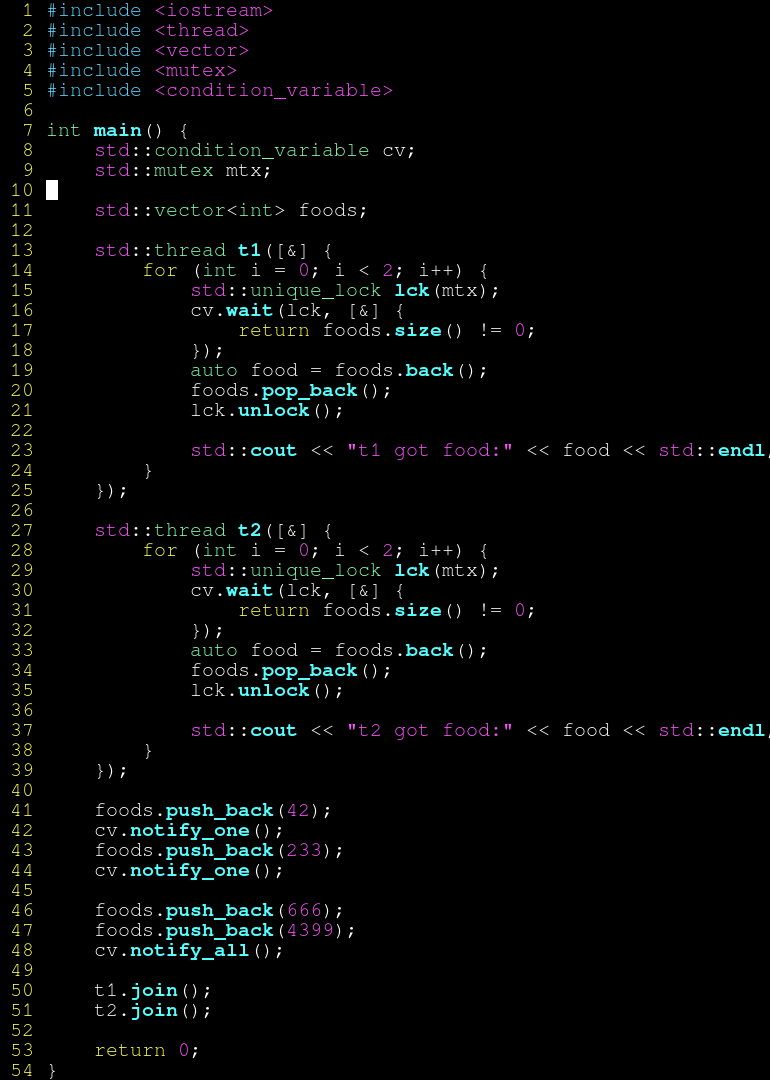 1 #include <iostream>
2 #include <thread>
3 #include <vector>
4 #include <mutex>
5 #include <condition_variable>
6
7 int main() {
8     std::condition_variable cv;
9     std::mutex mtx;
10
11     std::vector<int> foods;
12
13     std::thread t1([&] {
14         for (int i = 0; i < 2; i++) {
15             std::unique_lock lck(mtx);
16             cv.wait(lck, [&] {
17                 return foods.size() != 0;
18             });
19             auto food = foods.back();
20             foods.pop_back();
21             lck.unlock();
22
23             std::cout << "t1 got food:" << food << std::endl;
24         }
25     });
26
27     std::thread t2([&] {
28         for (int i = 0; i < 2; i++) {
29             std::unique_lock lck(mtx);
30             cv.wait(lck, [&] {
31                 return foods.size() != 0;
32             });
33             auto food = foods.back();
34             foods.pop_back();
35             lck.unlock();
36
37             std::cout << "t2 got food:" << food << std::endl;
38         }
39     });
40
41     foods.push_back(42);
42     cv.notify_one();
43     foods.push_back(233);
44     cv.notify_one();
45
46     foods.push_back(666);
47     foods.push_back(4399);
48     cv.notify_all();
49
50     t1.join();
51     t2.join();
52
53     return 0;
54 }